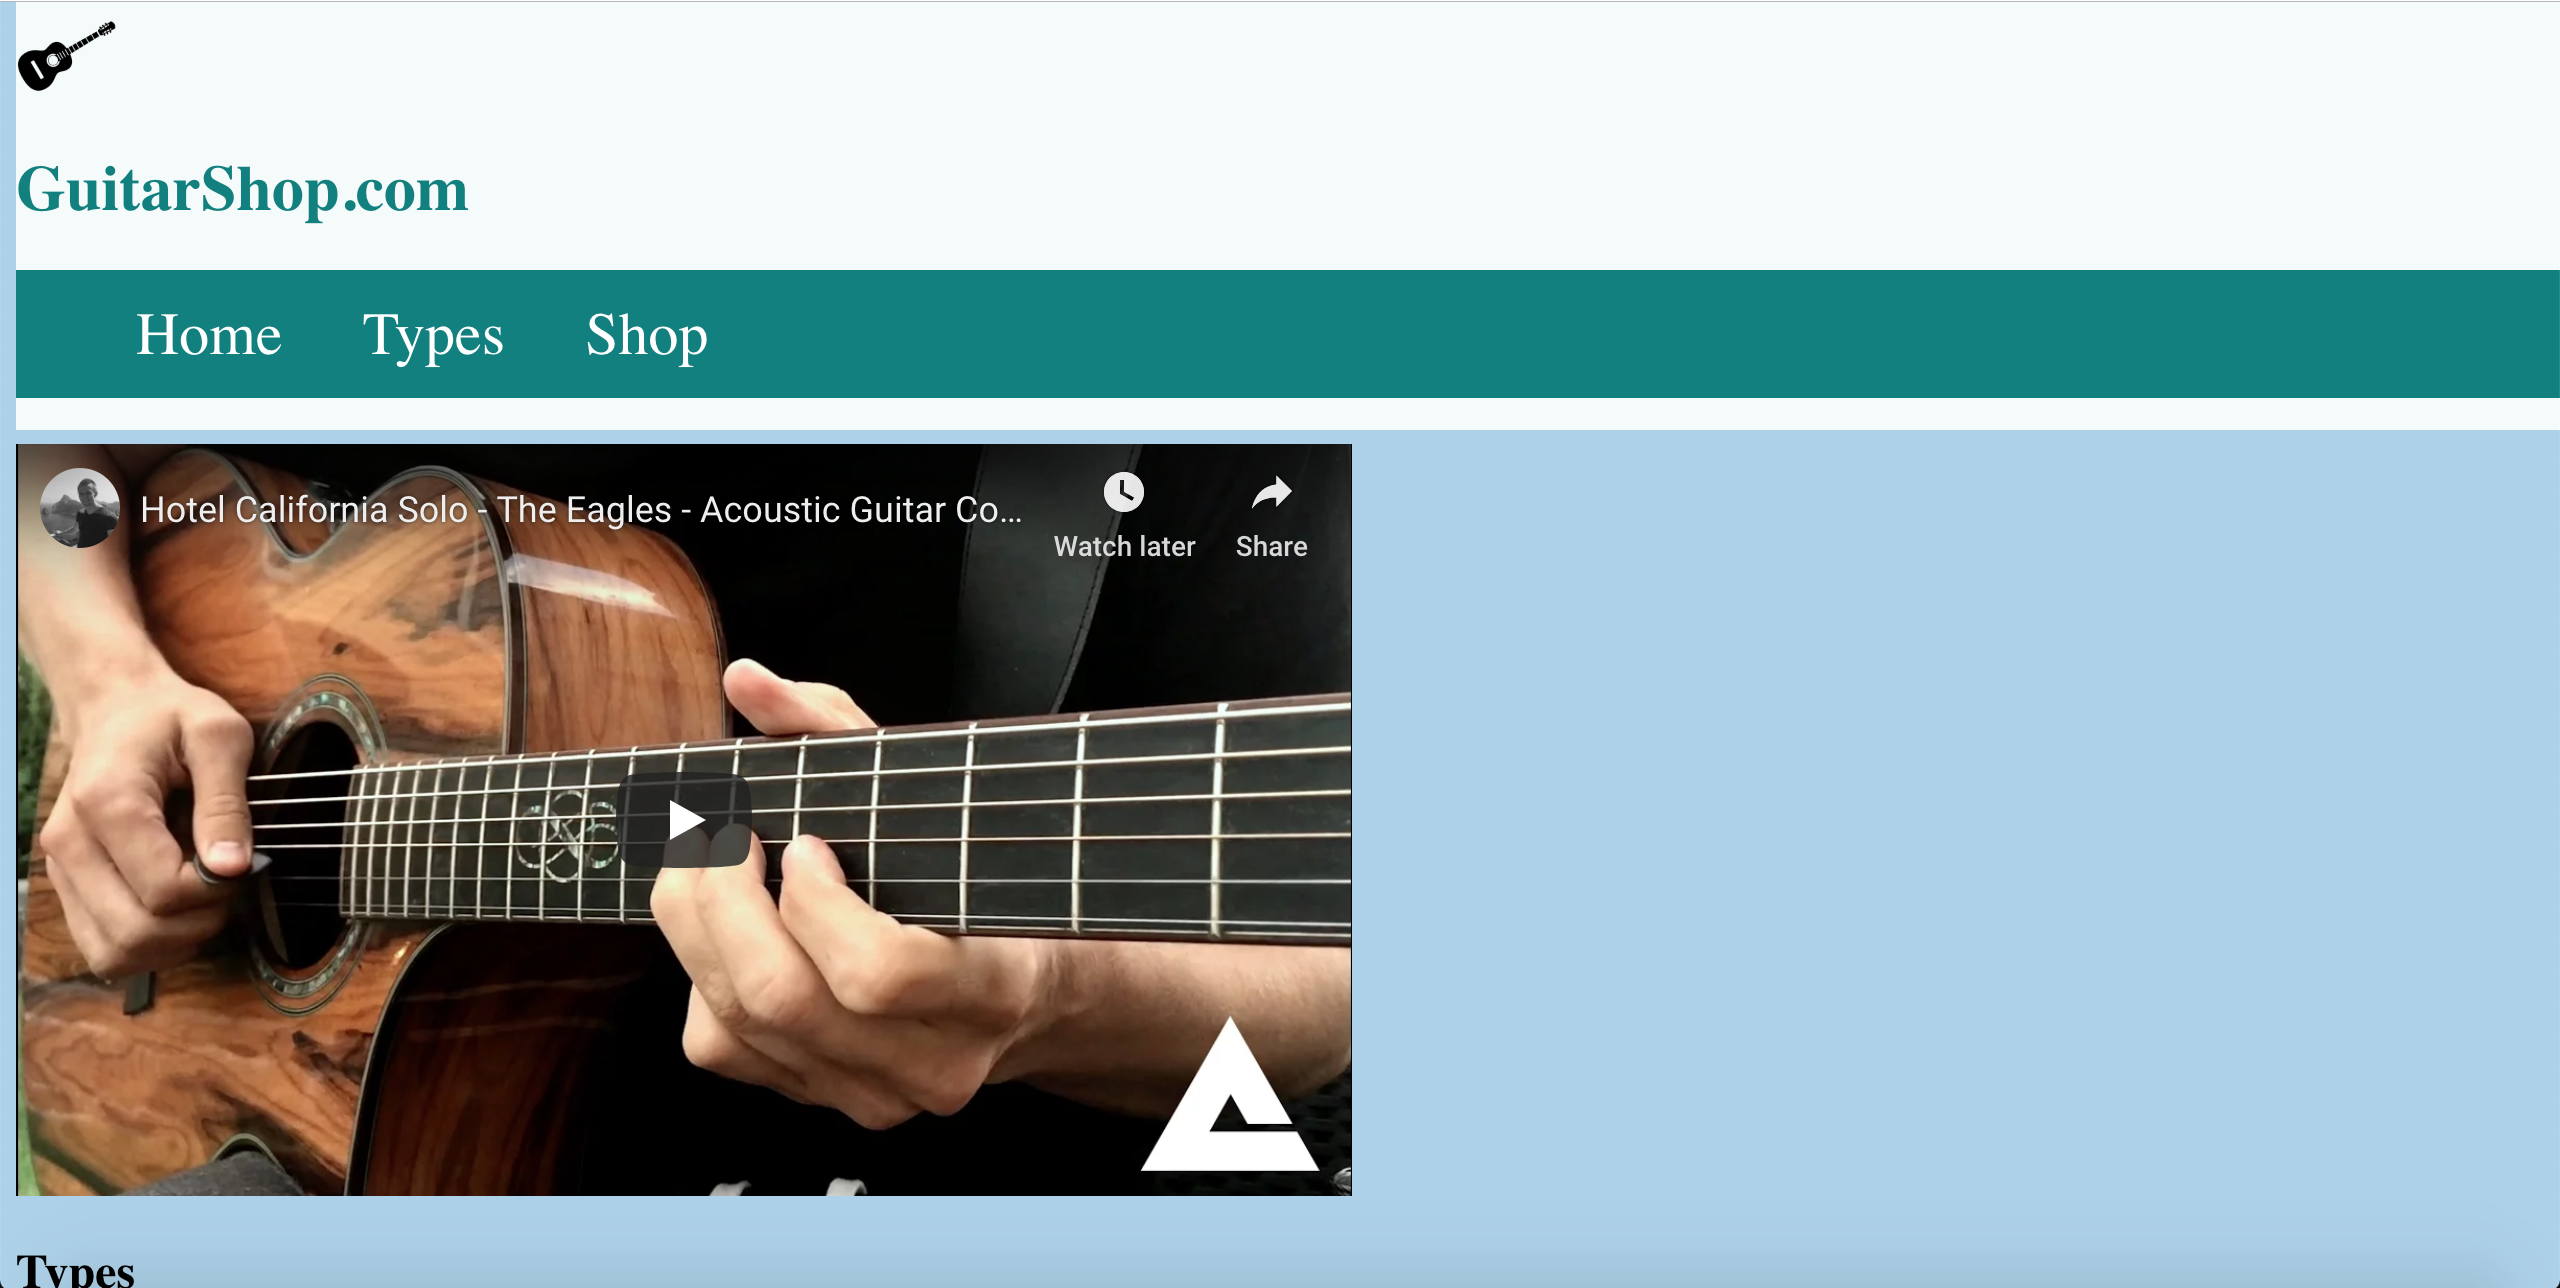 GuitarShop.com
Home Types Shop
Hotel California Solo - The Eagles - Acoustic Guitar Co...
Watch later Share
Types